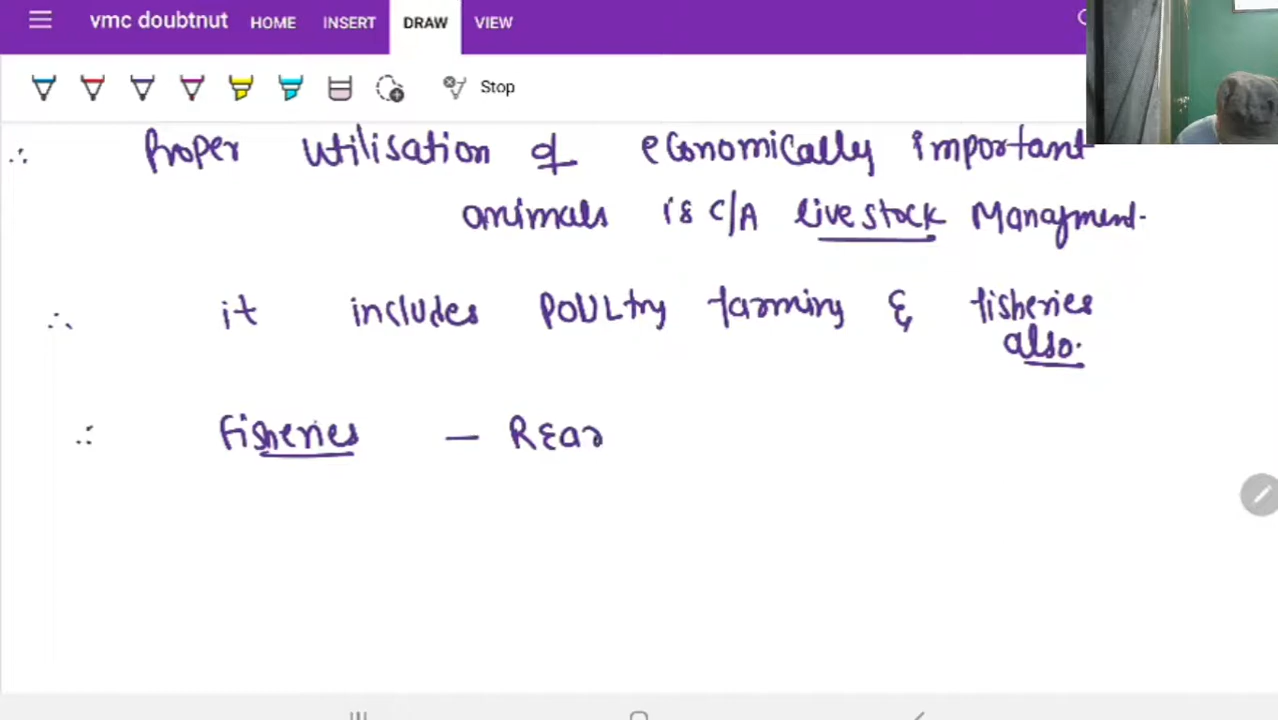 vmc doubtnut HOME INSERT DRAW VIEW
Stop
∴ Proper utilisation of economically important
animals is C/A livestock Managment.
∴ it includes POULtry farming & fisheries
also.
∴ Fisheries – Rear